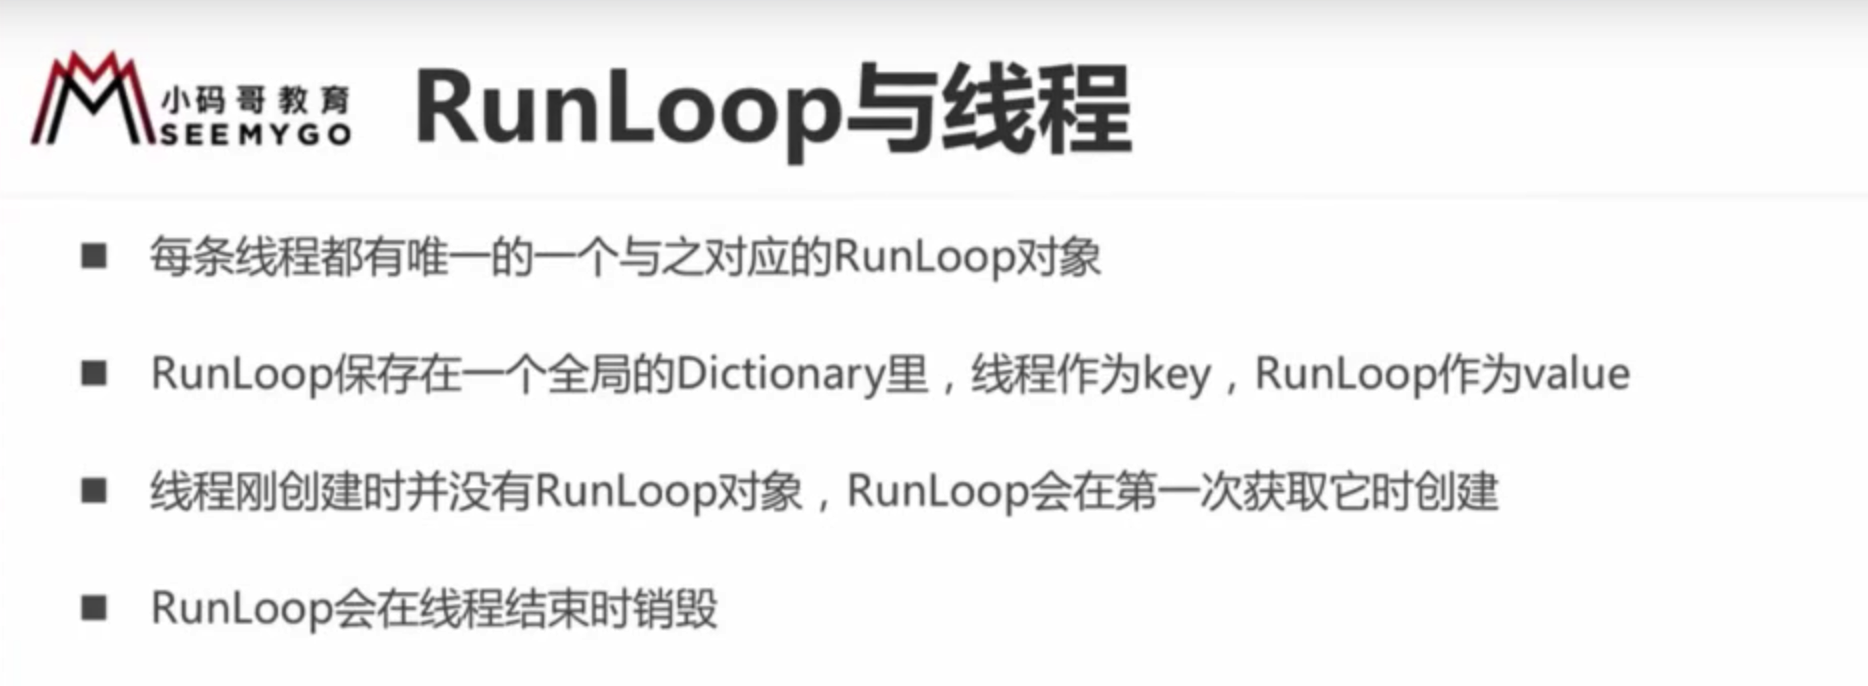 小码哥教育
SEEMYGO
RunLoop与线程
每条线程都有唯一的一个与之对应的RunLoop对象
RunLoop保存在一个全局的Dictionary里，线程作为key，RunLoop作为value
线程刚创建时并没有RunLoop对象，RunLoop会在第一次获取它时创建
RunLoop会在线程结束时销毁